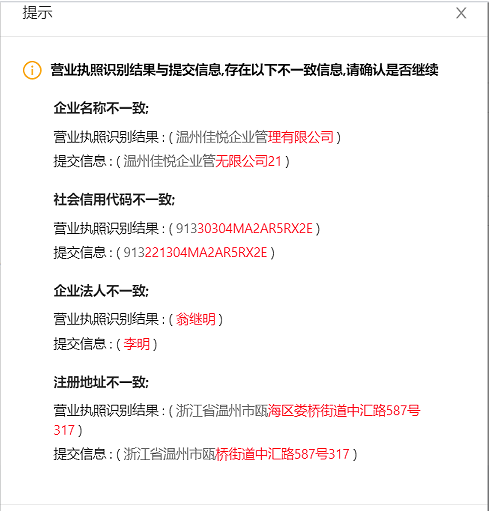 提示
营业执照识别结果与提交信息,存在以下不一致信息,请确认是否继续
企业名称不一致;
营业执照识别结果 : ( 温州佳悦企业管理有限公司 )
提交信息 : ( 温州佳悦企业管无限公司21 )
社会信用代码不一致;
营业执照识别结果 : ( 91330304MA2AR5RX2E )
提交信息 : ( 913221304MA2AR5RX2E )
企业法人不一致;
营业执照识别结果 : ( 翁继明 )
提交信息 : ( 李明 )
注册地址不一致;
营业执照识别结果 : ( 浙江省温州市瓯海区娄桥街道中汇路587号
317 )
提交信息 : ( 浙江省温州市瓯桥街道中汇路587号317 )